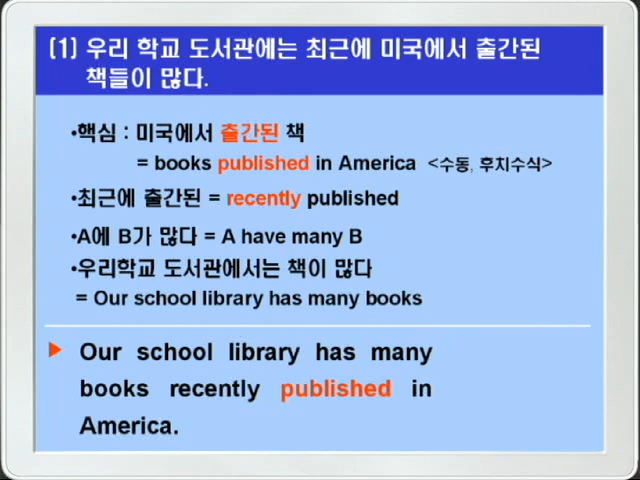 [1] 우리 학교 도서관에는 최근에 미국에서 출간된
책들이 많다.
•핵심 : 미국에서 출간된 책
= books published in America <수동, 후치수식>
•최근에 출간된 = recently published
•A에 B가 많다 = A have many B
•우리학교 도서관에서는 책이 많다
= Our school library has many books
Our school library has many
books recently published in
America.